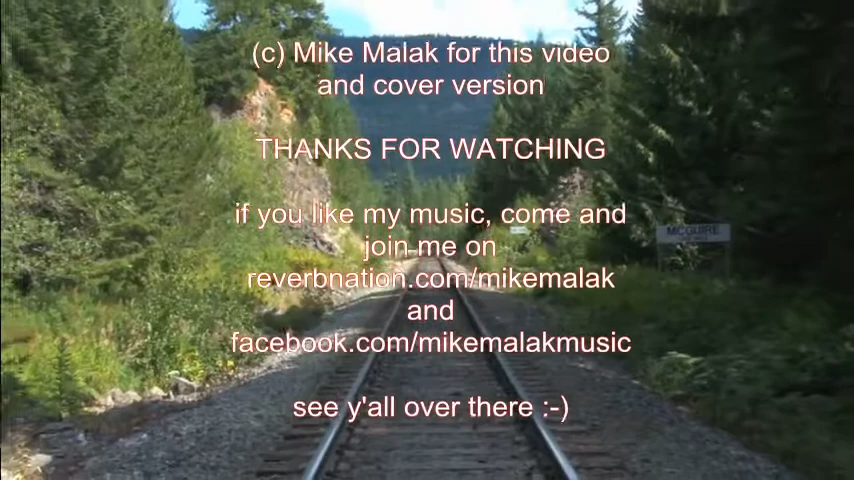 (c) Mike Malak for this video
and cover version
THANKS FOR WATCHING
if you like my music, come and
join me on
reverbnation.com/mikemalak
and
facebook.com/mikemalakmusic
see y'all over there :-)
MCGUIRE